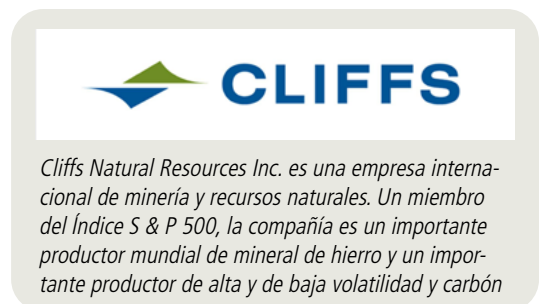 CLIFFS
Cliffs Natural Resources Inc. es una empresa interna-
cional de minería y recursos naturales. Un miembro
del Índice S & P 500, la compañía es un importante
productor mundial de mineral de hierro y un impor-
tante productor de alta y de baja volatilidad y carbón